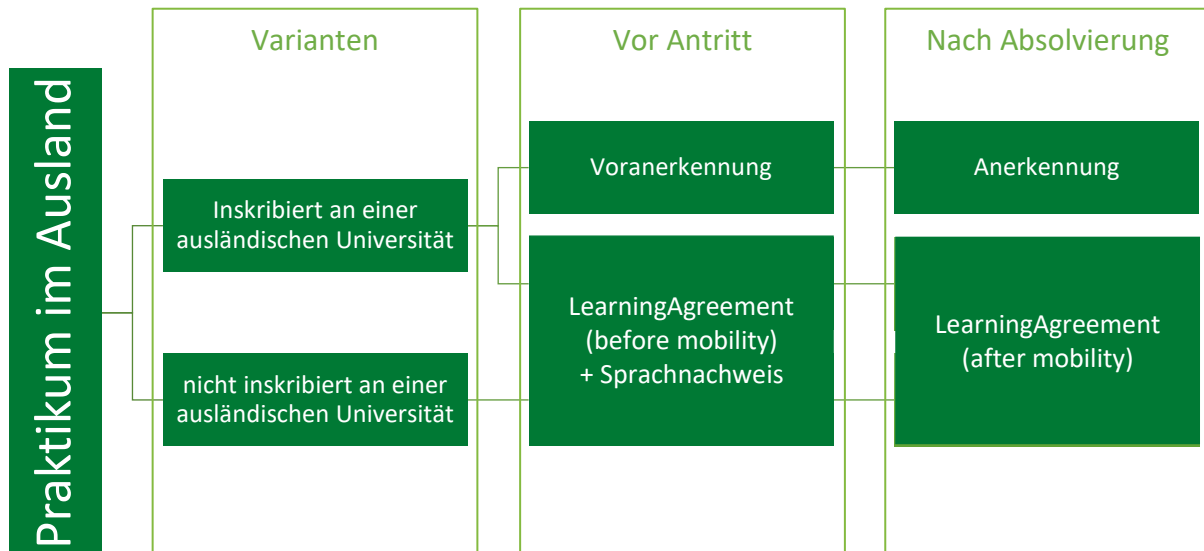 Praktikum im Ausland
Varianten
Inskribiert an einer
ausländischen Universität
nicht inskribiert an einer
ausländischen Universität
Vor Antritt
Voranerkennung
LearningAgreement
(before mobility)
+ Sprachnachweis
Nach Absolvierung
Anerkennung
LearningAgreement
(after mobility)